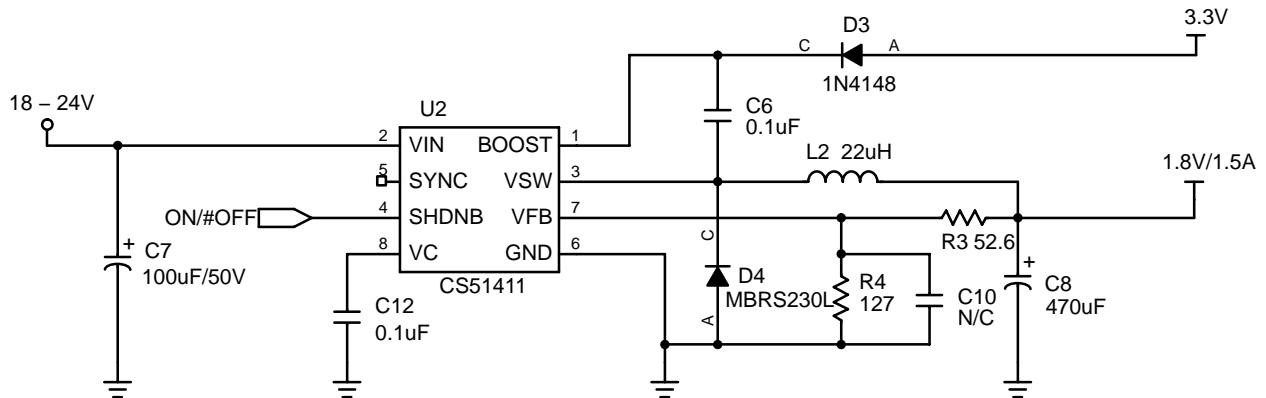 D3
3.3V
C
A
1N4148
18 – 24V
U2
C6
0.1uF
2
VIN
BOOST
1
L2 22uH
1.8V/1.5A
5
SYNC
VSW
3
ON/#OFF
4
SHDNB
VFB
7
R3 52.6
8
VC
GND
6
C
+
C7
100uF/50V
CS51411
D4
MBRS230L
R4
127
C10
N/C
+
C8
470uF
C12
0.1uF
A